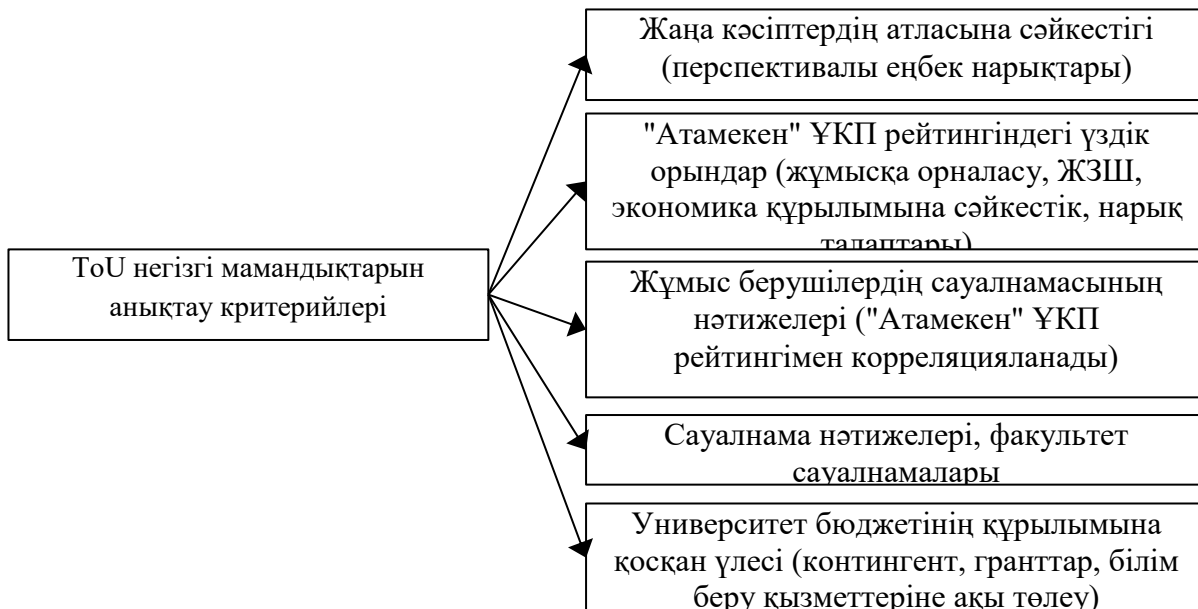 Жаңа кәсіптердің атласына сәйкестігі
(перспективалы еңбек нарықтары)
"Атамекен" ҰКП рейтингіндегі үздік
орындар (жұмысқа орналасу, ЖЗШ,
экономика құрылымына сәйкестік, нарық
талаптары)
ToU негізгі мамандықтарын
анықтау критерийлері
Жұмыс берушілердің сауалнамасының
нәтижелері ("Атамекен" ҰКП
рейтингімен корреляцияланады)
Сауалнама нәтижелері, факультет
сауалнамалары
Университет бюджетінің құрылымына
қосқан үлесі (контингент, гранттар, білім
беру қызметтеріне ақы төлеу)